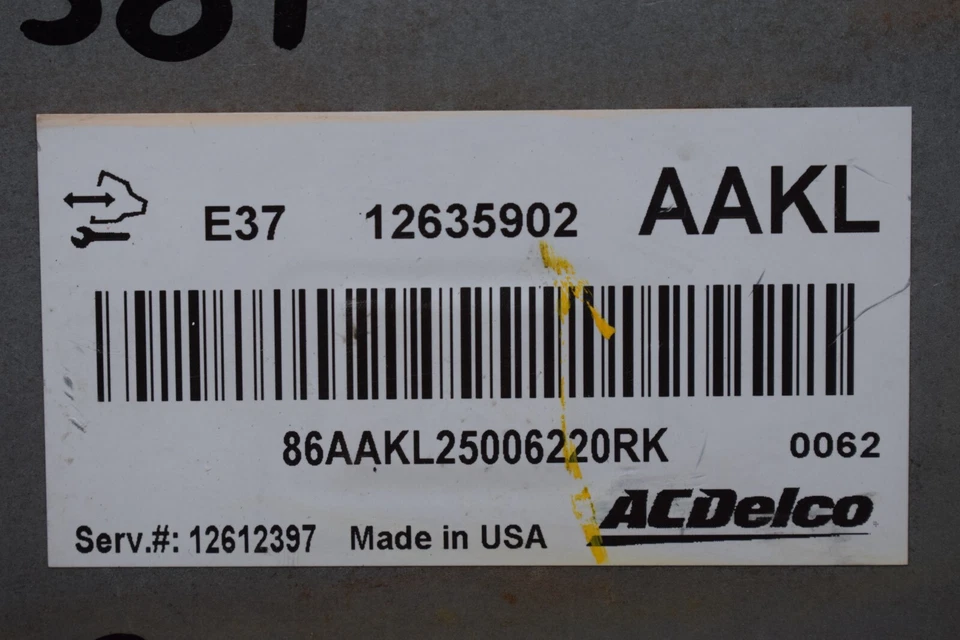 E37 12635902 AAKL
86AAKL25006220RK 0062
ACDelco
Serv.#: 12612397 Made in USA